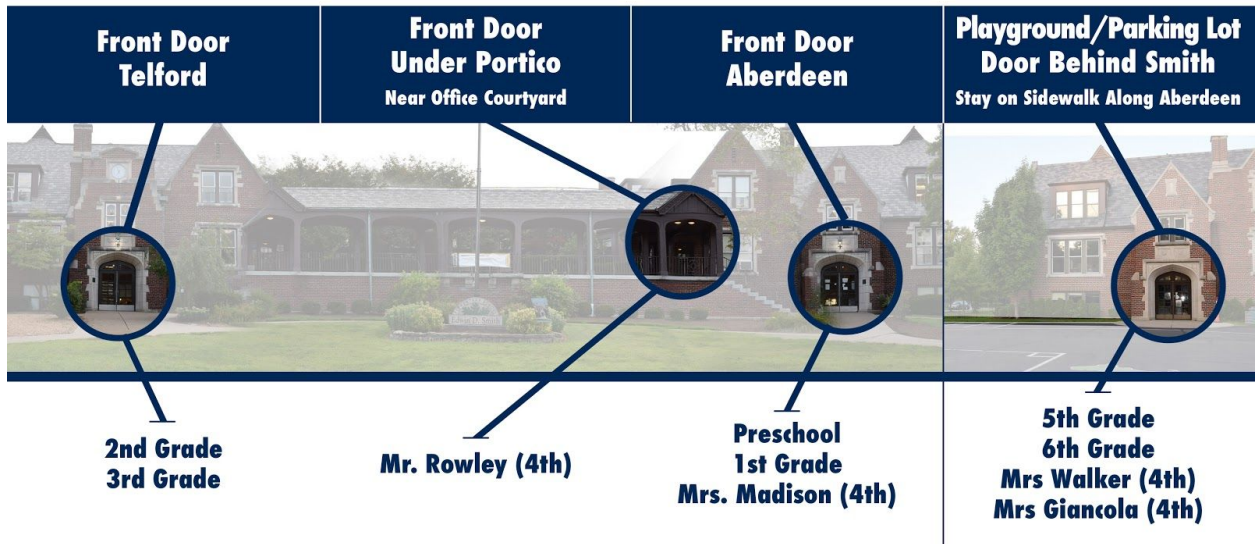 Front Door
Telford
Front Door
Under Portico
Near Office Courtyard
Front Door
Aberdeen
Playground/Parking Lot
Door Behind Smith
Stay on Sidewalk Along Aberdeen
2nd Grade
3rd Grade
Mr. Rowley (4th)
Preschool
1st Grade
Mrs. Madison (4th)
5th Grade
6th Grade
Mrs Walker (4th)
Mrs Giancola (4th)